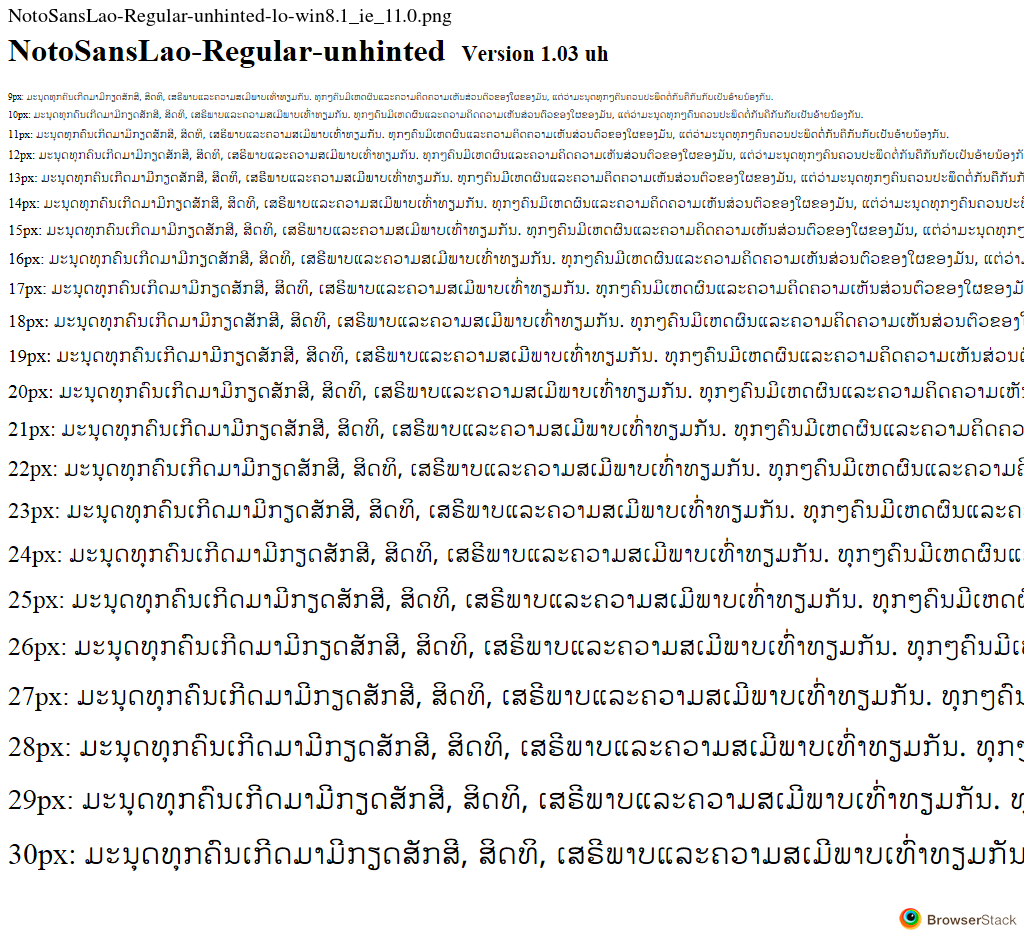 NotoSansLao-Regular-unhinted-lo-win8.1_ie_11.0.png
NotoSansLao-Regular-unhinted Version 1.03 uh
9px: ມະນຸດທຸກຄົນເກີດມາມີກຽດສັກສີ, ສິດທິ, ເສຣີພາບແລະຄວາມສເມີພາບເທົ່າທຽມກັນ. ທຸກໆຄົນມີເຫດຜົນແລະຄວາມຄິດຄວາມເຫັນສ່ວນຕົວຂອງໃຜຂອງມັນ, ແຕ່ວ່າມະນຸດທຸກໆຄົນຄວນປະພຶດຕໍ່ກັນຄືກັນກັບເປັນອ້າຍນ້ອງກັນ.
10px: ມະນຸດທຸກຄົນເກີດມາມີກຽດສັກສີ, ສິດທິ, ເສຣີພາບແລະຄວາມສເມີພາບເທົ່າທຽມກັນ. ທຸກໆຄົນມີເຫດຜົນແລະຄວາມຄິດຄວາມເຫັນສ່ວນຕົວຂອງໃຜຂອງມັນ, ແຕ່ວ່າມະນຸດທຸກໆຄົນຄວນປະພຶດຕໍ່ກັນຄືກັນກັບເປັນອ້າຍນ້ອງກັນ.
11px: ມະນຸດທຸກຄົນເກີດມາມີກຽດສັກສີ, ສິດທິ, ເສຣີພາບແລະຄວາມສເມີພາບເທົ່າທຽມກັນ. ທຸກໆຄົນມີເຫດຜົນແລະຄວາມຄິດຄວາມເຫັນສ່ວນຕົວຂອງໃຜຂອງມັນ, ແຕ່ວ່າມະນຸດທຸກໆຄົນຄວນປະພຶດຕໍ່ກັນຄືກັນກັບເປັນອ້າຍນ້ອງກັນ.
12px: ມະນຸດທຸກຄົນເກີດມາມີກຽດສັກສີ, ສິດທິ, ເສຣີພາບແລະຄວາມສເມີພາບເທົ່າທຽມກັນ. ທຸກໆຄົນມີເຫດຜົນແລະຄວາມຄິດຄວາມເຫັນສ່ວນຕົວຂອງໃຜຂອງມັນ, ແຕ່ວ່າມະນຸດທຸກໆຄົນຄວນປະພຶດຕໍ່ກັນຄືກັນກັບເປັນອ້າຍນ້ອງກັ
13px: ມະນຸດທຸກຄົນເກີດມາມີກຽດສັກສີ, ສິດທິ, ເສຣີພາບແລະຄວາມສເມີພາບເທົ່າທຽມກັນ. ທຸກໆຄົນມີເຫດຜົນແລະຄວາມຄິດຄວາມເຫັນສ່ວນຕົວຂອງໃຜຂອງມັນ, ແຕ່ວ່າມະນຸດທຸກໆຄົນຄວນປະພຶດຕໍ່ກັນຄືກັນກັ
14px: ມະນຸດທຸກຄົນເກີດມາມີກຽດສັກສີ, ສິດທິ, ເສຣີພາບແລະຄວາມສເມີພາບເທົ່າທຽມກັນ. ທຸກໆຄົນມີເຫດຜົນແລະຄວາມຄິດຄວາມເຫັນສ່ວນຕົວຂອງໃຜຂອງມັນ, ແຕ່ວ່າມະນຸດທຸກໆຄົນຄວນປະພຶ
15px: ມະນຸດທຸກຄົນເກີດມາມີກຽດສັກສີ, ສິດທິ, ເສຣີພາບແລະຄວາມສເມີພາບເທົ່າທຽມກັນ. ທຸກໆຄົນມີເຫດຜົນແລະຄວາມຄິດຄວາມເຫັນສ່ວນຕົວຂອງໃຜຂອງມັນ, ແຕ່ວ່າມະນຸດທຸກໆ
16px: ມະນຸດທຸກຄົນເກີດມາມີກຽດສັກສີ, ສິດທິ, ເສຣີພາບແລະຄວາມສເມີພາບເທົ່າທຽມກັນ. ທຸກໆຄົນມີເຫດຜົນແລະຄວາມຄິດຄວາມເຫັນສ່ວນຕົວຂອງໃຜຂອງມັນ, ແຕ່ວ່າ
17px: ມະນຸດທຸກຄົນເກີດມາມີກຽດສັກສີ, ສິດທິ, ເສຣີພາບແລະຄວາມສເມີພາບເທົ່າທຽມກັນ. ທຸກໆຄົນມີເຫດຜົນແລະຄວາມຄິດຄວາມເຫັນສ່ວນຕົວຂອງໃຜຂອງມັ
18px: ມະນຸດທຸກຄົນເກີດມາມີກຽດສັກສີ, ສິດທິ, ເສຣີພາບແລະຄວາມສເມີພາບເທົ່າທຽມກັນ. ທຸກໆຄົນມີເຫດຜົນແລະຄວາມຄິດຄວາມເຫັນສ່ວນຕົວຂອງໃ
19px: ມະນຸດທຸກຄົນເກີດມາມີກຽດສັກສີ, ສິດທິ, ເສຣີພາບແລະຄວາມສເມີພາບເທົ່າທຽມກັນ. ທຸກໆຄົນມີເຫດຜົນແລະຄວາມຄິດຄວາມເຫັນສ່ວນຕົ
20px: ມະນຸດທຸກຄົນເກີດມາມີກຽດສັກສີ, ສິດທິ, ເສຣີພາບແລະຄວາມສເມີພາບເທົ່າທຽມກັນ. ທຸກໆຄົນມີເຫດຜົນແລະຄວາມຄິດຄວາມເຫັ
21px: ມະນຸດທຸກຄົນເກີດມາມີກຽດສັກສີ, ສິດທິ, ເສຣີພາບແລະຄວາມສເມີພາບເທົ່າທຽມກັນ. ທຸກໆຄົນມີເຫດຜົນແລະຄວາມຄິດຄວ
22px: ມະນຸດທຸກຄົນເກີດມາມີກຽດສັກສີ, ສິດທິ, ເສຣີພາບແລະຄວາມສເມີພາບເທົ່າທຽມກັນ. ທຸກໆຄົນມີເຫດຜົນແລະຄວາມຄິ
23px: ມະນຸດທຸກຄົນເກີດມາມີກຽດສັກສີ, ສິດທິ, ເສຣີພາບແລະຄວາມສເມີພາບເທົ່າທຽມກັນ. ທຸກໆຄົນມີເຫດຜົນແລະຄ
24px: ມະນຸດທຸກຄົນເກີດມາມີກຽດສັກສີ, ສິດທິ, ເສຣີພາບແລະຄວາມສເມີພາບເທົ່າທຽມກັນ. ທຸກໆຄົນມີເຫດຜົນແ
25px: ມະນຸດທຸກຄົນເກີດມາມີກຽດສັກສີ, ສິດທິ, ເສຣີພາບແລະຄວາມສເມີພາບເທົ່າທຽມກັນ. ທຸກໆຄົນມີເຫດຜົ
26px: ມະນຸດທຸກຄົນເກີດມາມີກຽດສັກສີ, ສິດທິ, ເສຣີພາບແລະຄວາມສເມີພາບເທົ່າທຽມກັນ. ທຸກໆຄົນມີເ
27px: ມະນຸດທຸກຄົນເກີດມາມີກຽດສັກສີ, ສິດທິ, ເສຣີພາບແລະຄວາມສເມີພາບເທົ່າທຽມກັນ. ທຸກໆຄົນ
28px: ມະນຸດທຸກຄົນເກີດມາມີກຽດສັກສີ, ສິດທິ, ເສຣີພາບແລະຄວາມສເມີພາບເທົ່າທຽມກັນ. ທຸກໆ
29px: ມະນຸດທຸກຄົນເກີດມາມີກຽດສັກສີ, ສິດທິ, ເສຣີພາບແລະຄວາມສເມີພາບເທົ່າທຽມກັນ. ທຸ
30px: ມະນຸດທຸກຄົນເກີດມາມີກຽດສັກສີ, ສິດທິ, ເສຣີພາບແລະຄວາມສເມີພາບເທົ່າທຽມກັນ
BrowserStack